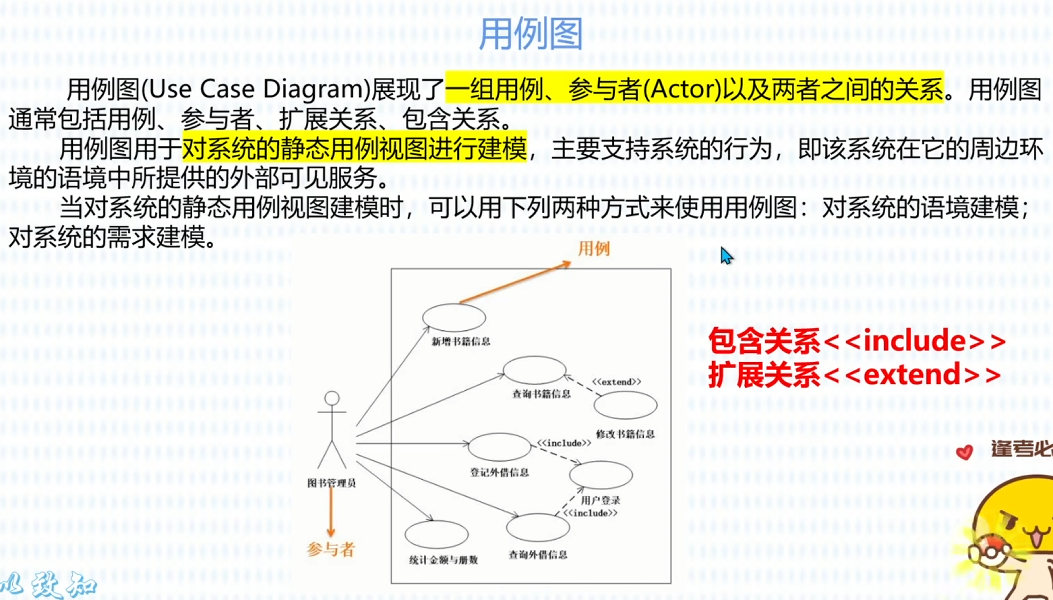 用例图
用例图(Use Case Diagram)展现了一组用例、参与者(Actor)以及两者之间的关系。用例图
通常包括用例、参与者、扩展关系、包含关系。
用例图用于对系统的静态用例视图进行建模，主要支持系统的行为，即该系统在它的周边环
境的语境中所提供的外部可见服务。
当对系统的静态用例视图建模时，可以用下列两种方式来使用用例图：对系统的语境建模；
对系统的需求建模。
用例
新增书籍信息
包含关系<<include>>
扩展关系<<extend>>
<<extend>>
查询书籍信息
修改书籍信息
<<include>>
登记外借信息
逢考必
图书管理员
用户登录
<<include>>
参与者
统计金额与册数
查询外借信息
以致知